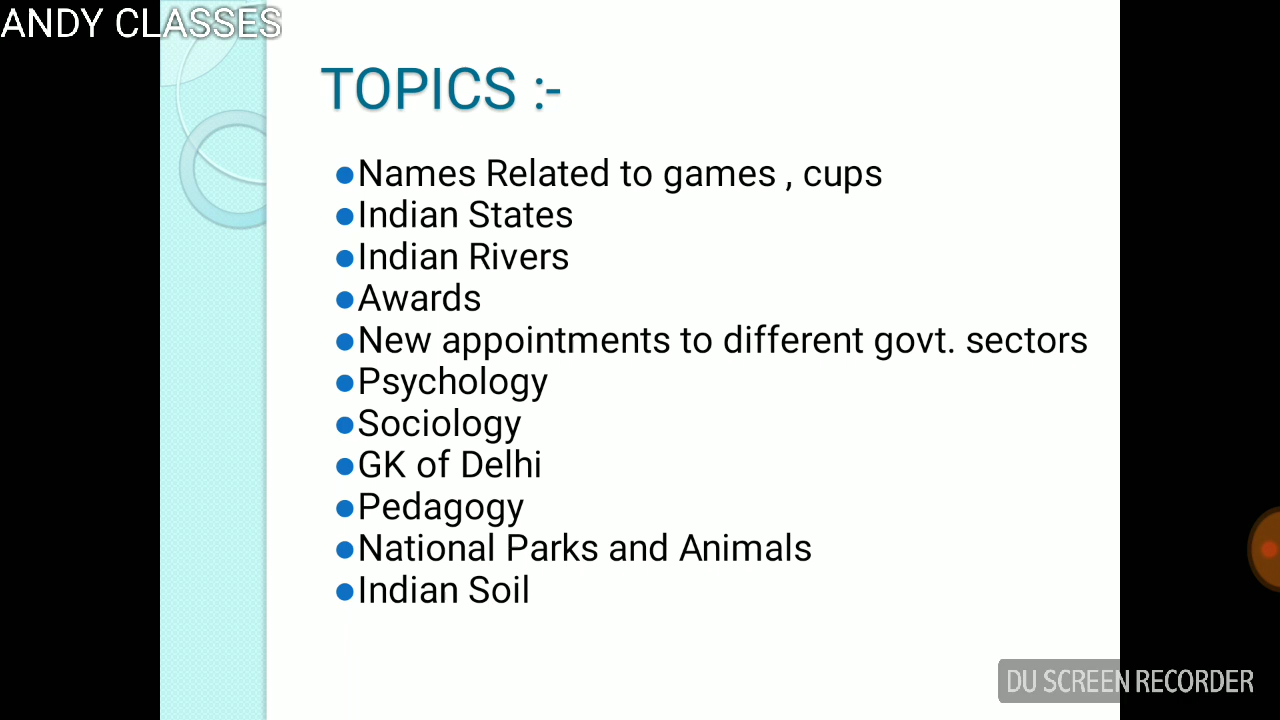 ANDY CLASSES
TOPICS :-
●Names Related to games , cups
●Indian States
●Indian Rivers
●Awards
●New appointments to different govt. sectors
●Psychology
●Sociology
●GK of Delhi
●Pedagogy
●National Parks and Animals
●Indian Soil
DU SCREEN RECORDER